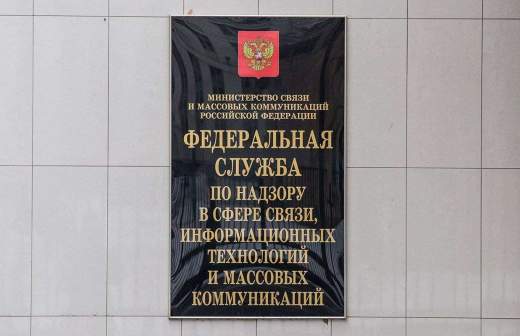 МИНИСТЕРСТВО СВЯЗИ
И МАССОВЫХ КОММУНИКАЦИЙ
РОССИЙСКОЙ ФЕДЕРАЦИИ
ФЕДЕРАЛЬНАЯ
СЛУЖБА
ПО НАДЗОРУ
В СФЕРЕ СВЯЗИ,
ИНФОРМАЦИОННЫХ
ТЕХНОЛОГИЙ
И МАССОВЫХ
КОММУНИКАЦИЙ